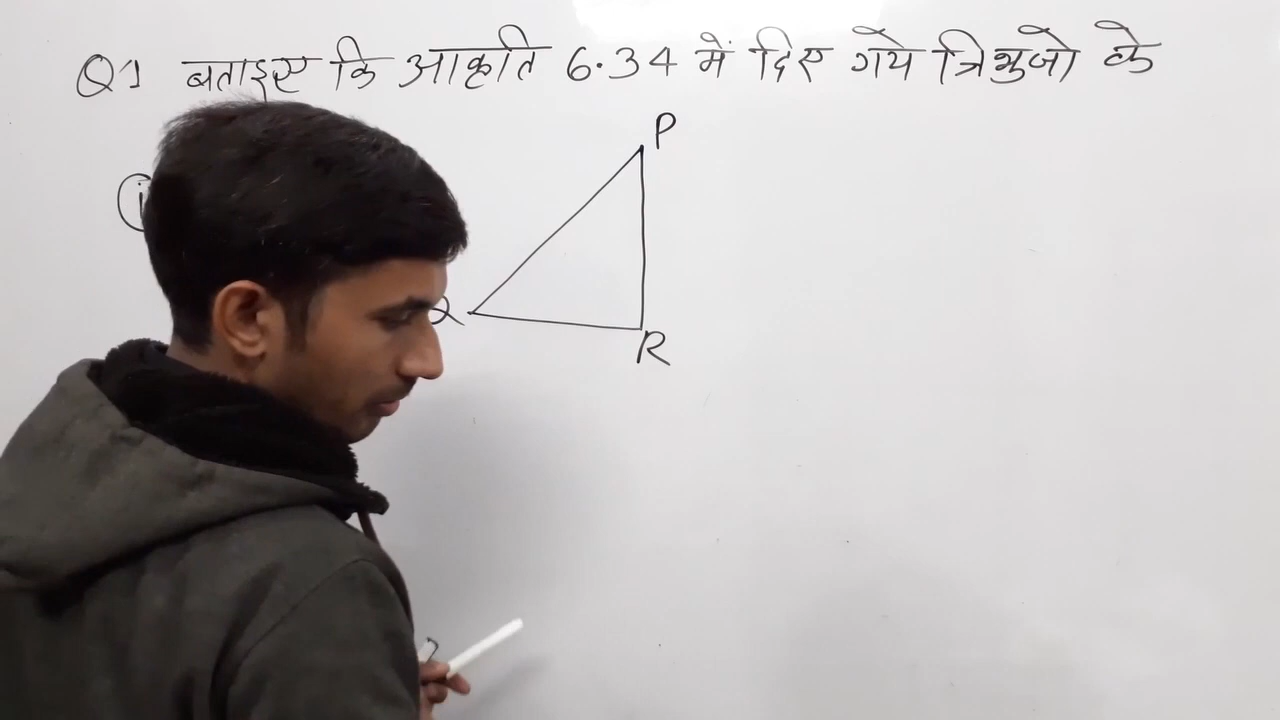 Q1 बताइए कि आकृति 6.34 में दिए गये त्रिभुजो के
P
(i
Q
R